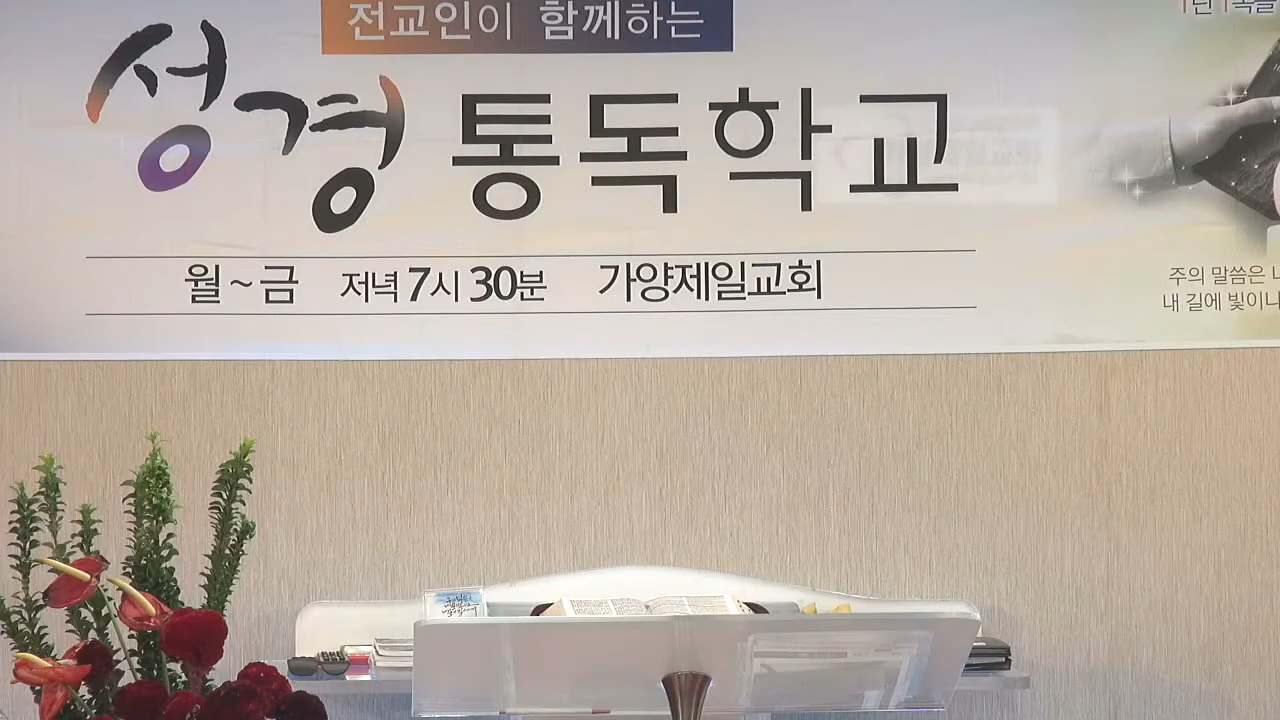 전교인이 함께하는
성경 통독학교
월~금 저녁 7시 30분 가양제일교회
주의 말씀은
내 길에 빛이니